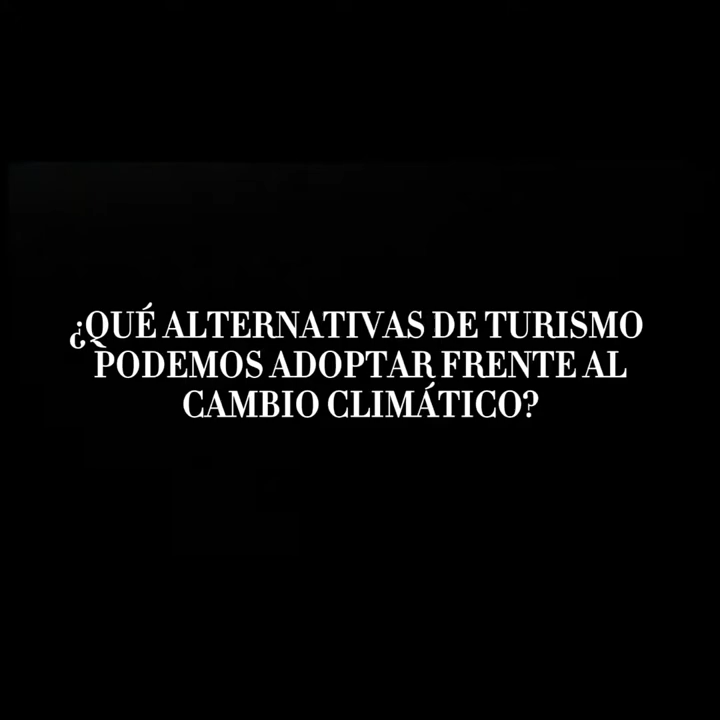 ¿QUÉ ALTERNATIVAS DE TURISMO
PODEMOS ADOPTAR FRENTE AL
CAMBIO CLIMÁTICO?